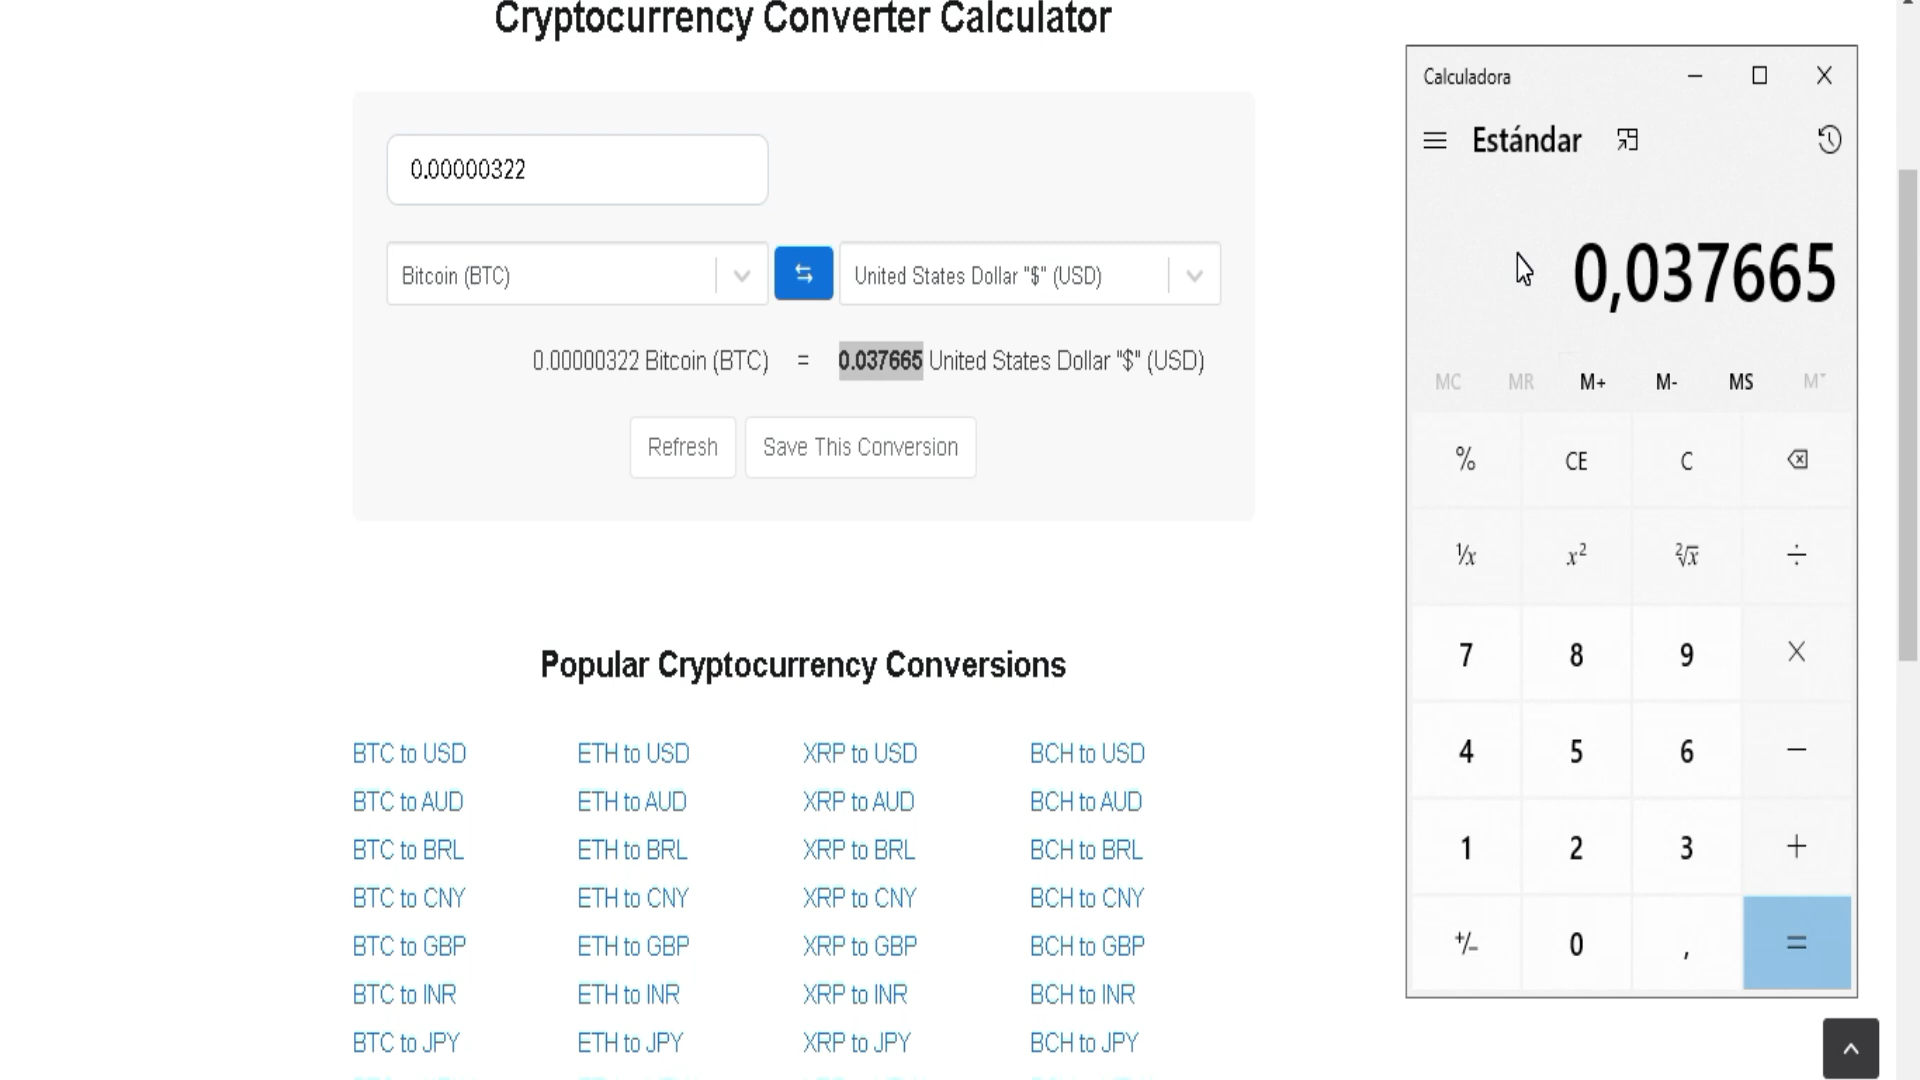 Cryptocurrency Converter Calculator
0.00000322
Bitcoin (BTC)
United States Dollar "$" (USD)
0.00000322 Bitcoin (BTC) = 0.037665 United States Dollar "$" (USD)
Refresh
Save This Conversion
Popular Cryptocurrency Conversions
BTC to USD ETH to USD XRP to USD BCH to USD
BTC to AUD ETH to AUD XRP to AUD BCH to AUD
BTC to BRL ETH to BRL XRP to BRL BCH to BRL
BTC to CNY ETH to CNY XRP to CNY BCH to CNY
BTC to GBP ETH to GBP XRP to GBP BCH to GBP
BTC to INR ETH to INR XRP to INR BCH to INR
BTC to JPY ETH to JPY XRP to JPY BCH to JPY
Calculadora
Estándar
0,037665
MC MR M+ M- MS M˅
% CE C
⅟x x² ²√x ÷
7 8 9 ×
4 5 6 −
1 2 3 +
+/- 0 , =